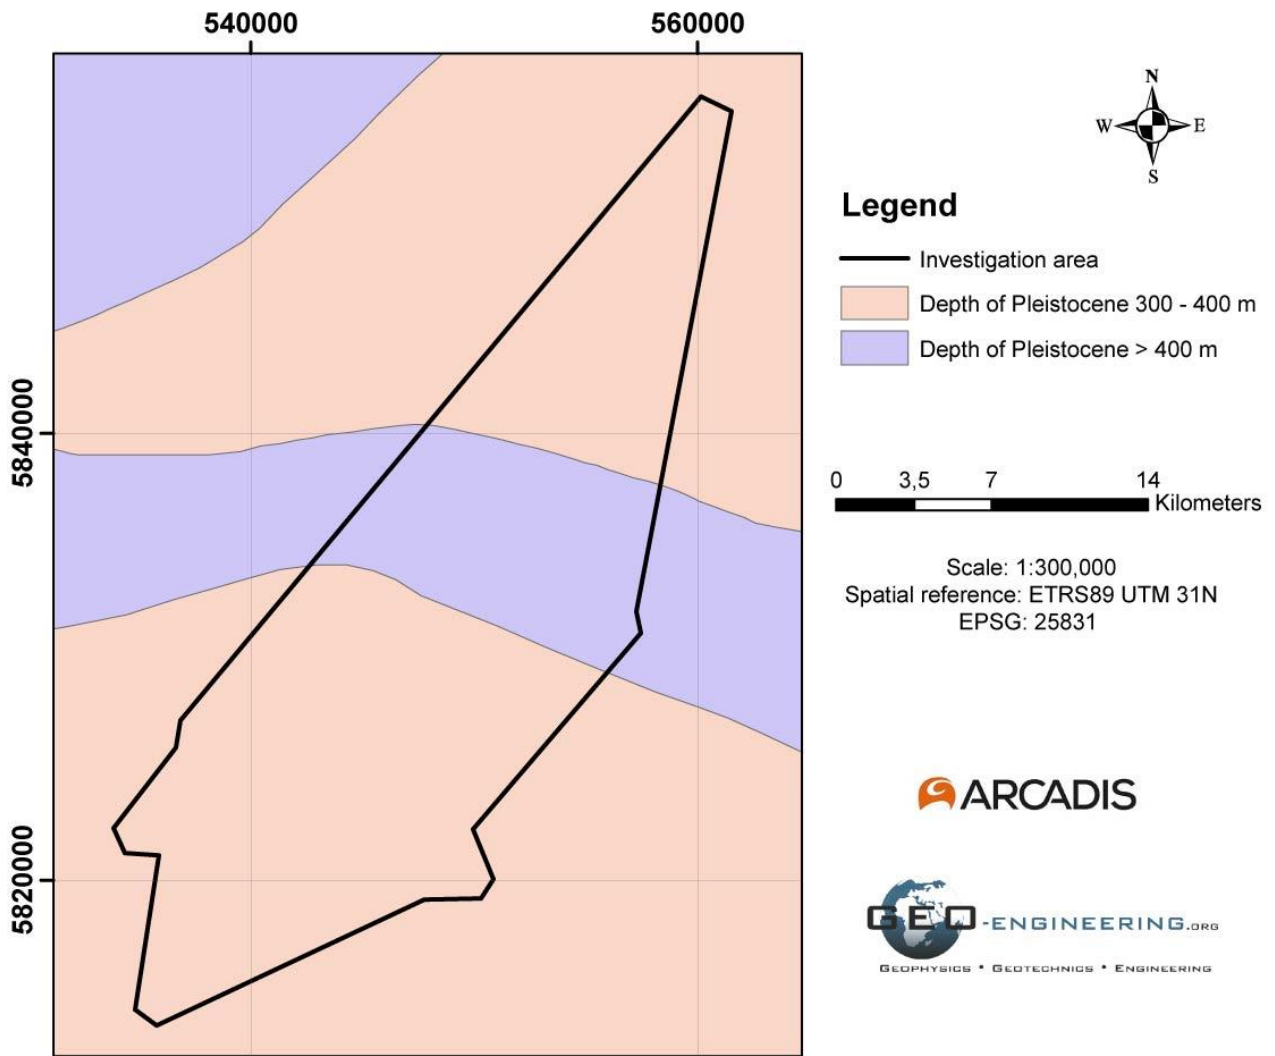 540000
560000
5840000
5820000
N
W
E
S
Legend
Investigation area
Depth of Pleistocene 300 - 400 m
Depth of Pleistocene > 400 m
0 3,5 7 14
Kilometers
Scale: 1:300,000
Spatial reference: ETRS89 UTM 31N
EPSG: 25831
ARCADIS
GEO-ENGINEERING.ORG
GEOPHYSICS • GEOTECHNICS • ENGINEERING